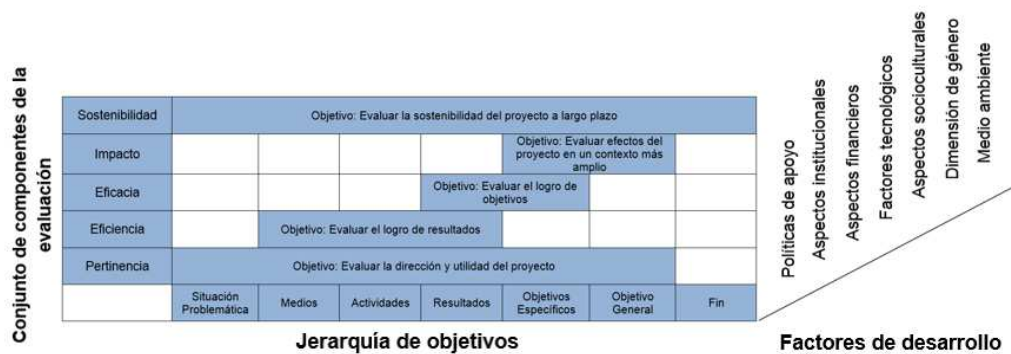 Conjunto de componentes de la
evaluación
Sostenibilidad
Objetivo: Evaluar la sostenibilidad del proyecto a largo plazo
Impacto
Objetivo: Evaluar efectos del
proyecto en un contexto más
amplio
Eficacia
Objetivo: Evaluar el logro de
objetivos
Eficiencia
Objetivo: Evaluar el logro de resultados
Pertinencia
Objetivo: Evaluar la dirección y utilidad del proyecto
Situación
Problemática
Medios
Actividades
Resultados
Objetivos
Específicos
Objetivo
General
Fin
Jerarquía de objetivos
Políticas de apoyo
Aspectos institucionales
Aspectos financieros
Factores tecnológicos
Aspectos socioculturales
Dimensión de género
Medio ambiente
Factores de desarrollo